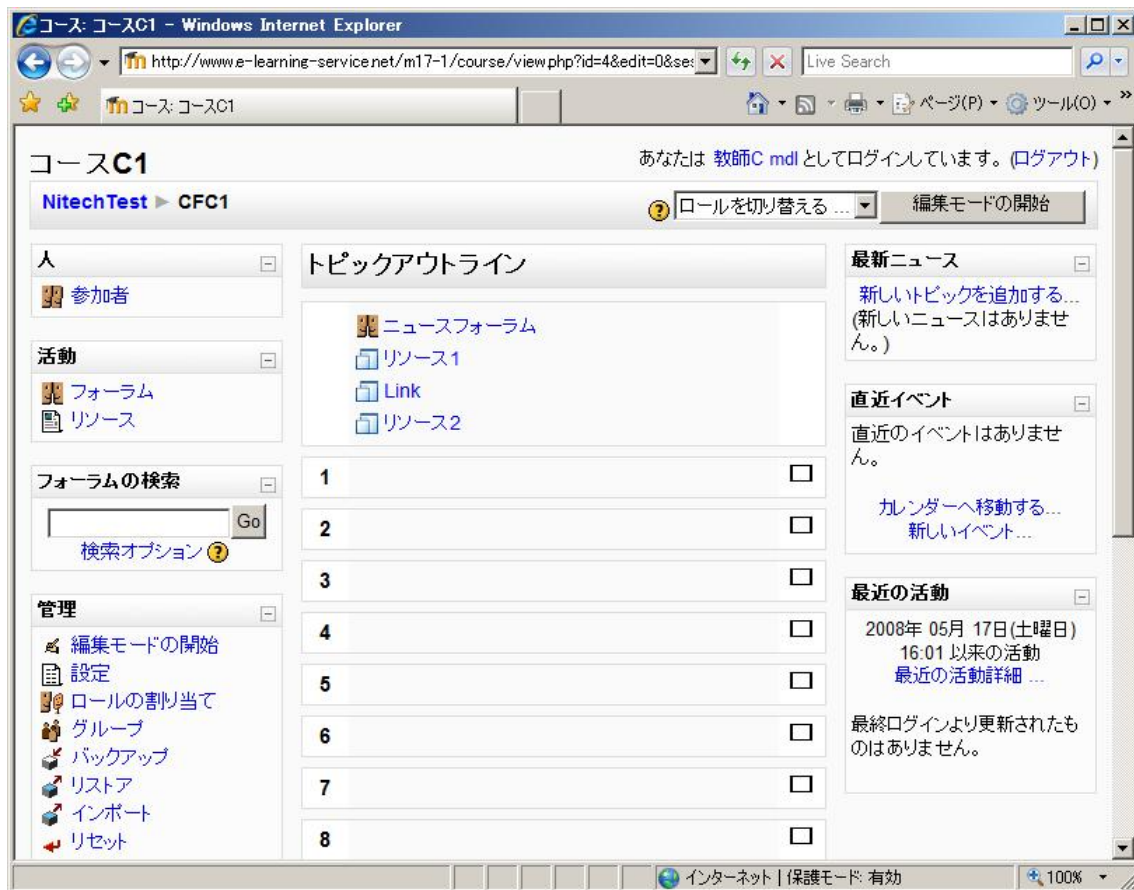 コース: コースC1 - Windows Internet Explorer
http://www.e-learning-service.net/m17-1/course/view.php?id=4&edit=0&ses
Live Search
コース: コースC1
ページ(P)
ツール(O)
コースC1
あなたは 教師C mdl としてログインしています。(ログアウト)
NitechTest ► CFC1
ロールを切り替える ...
編集モードの開始
人
参加者
活動
フォーラム
リソース
フォーラムの検索
Go
検索オプション
管理
編集モードの開始
設定
ロールの割り当て
グループ
バックアップ
リストア
インポート
リセット
トピックアウトライン
ニュースフォーラム
リソース1
Link
リソース2
1
2
3
4
5
6
7
8
最新ニュース
新しいトピックを追加する...
(新しいニュースはありませ
ん。)
直近イベント
直近のイベントはありませ
ん。
カレンダーへ移動する...
新しいイベント...
最近の活動
2008年 05月 17日(土曜日)
16:01 以来の活動
最近の活動詳細 ...
最終ログインより更新されたも
のはありません。
インターネット | 保護モード: 有効
100%